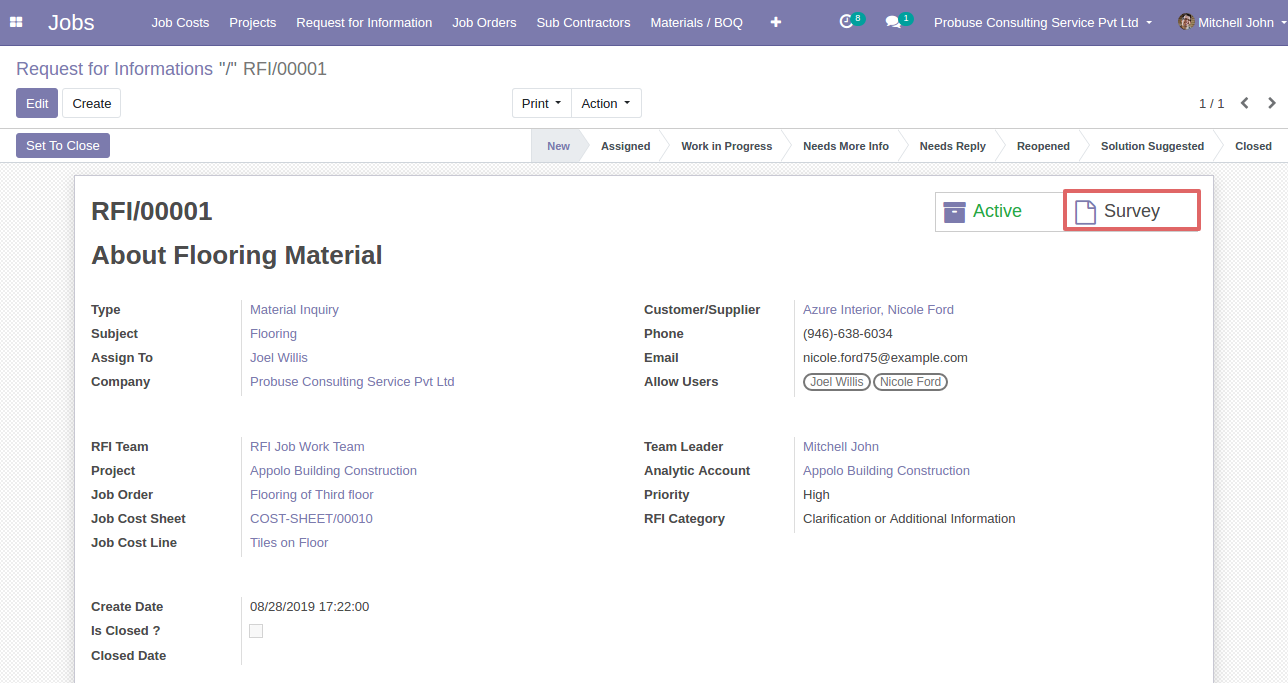 Jobs Job Costs Projects Request for Information Job Orders Sub Contractors Materials / BOQ 8 1 Probuse Consulting Service Pvt Ltd Mitchell John
Request for Informations "/" RFI/00001
Edit Create Print Action 1 / 1
Set To Close New Assigned Work in Progress Needs More Info Needs Reply Reopened Solution Suggested Closed
RFI/00001 Active Survey
About Flooring Material
Type Material Inquiry Customer/Supplier Azure Interior, Nicole Ford
Subject Flooring Phone (946)-638-6034
Assign To Joel Willis Email nicole.ford75@example.com
Company Probuse Consulting Service Pvt Ltd Allow Users Joel Willis Nicole Ford
RFI Team RFI Job Work Team Team Leader Mitchell John
Project Appolo Building Construction Analytic Account Appolo Building Construction
Job Order Flooring of Third floor Priority High
Job Cost Sheet COST-SHEET/00010 RFI Category Clarification or Additional Information
Job Cost Line Tiles on Floor
Create Date 08/28/2019 17:22:00
Is Closed ?
Closed Date